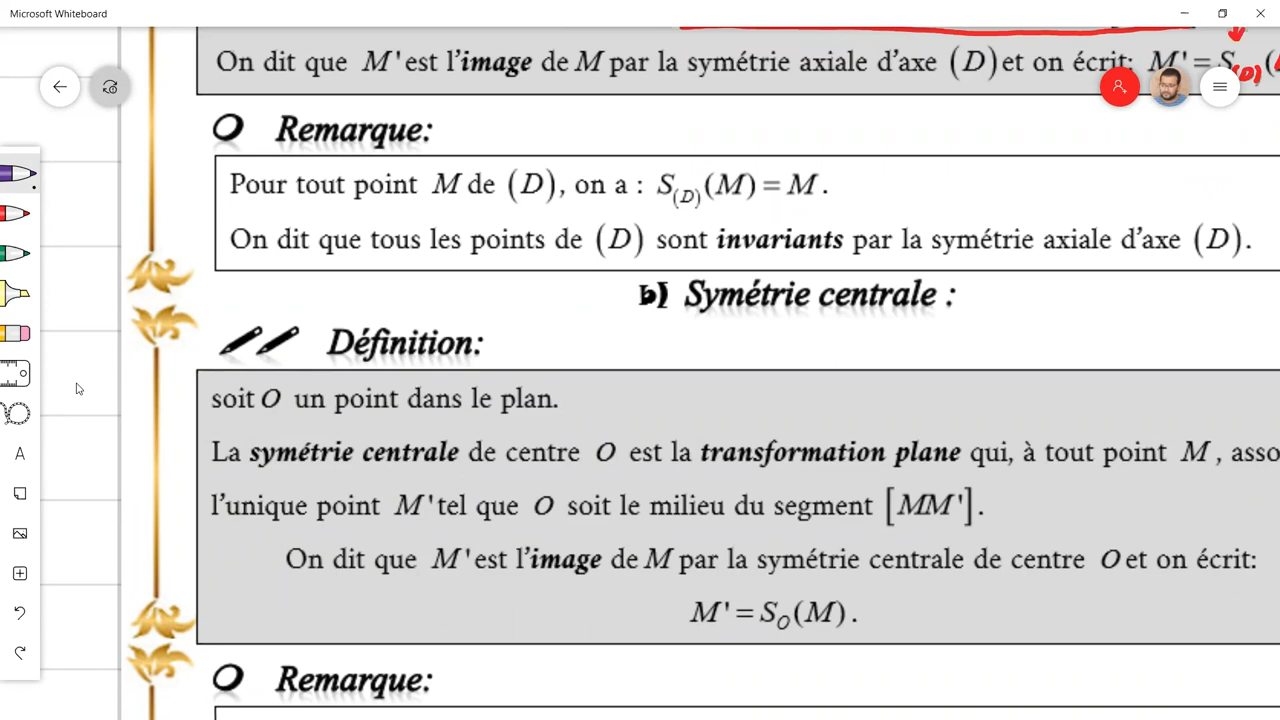 Microsoft Whiteboard
On dit que M' est l'image de M par la symétrie axiale d'axe (D) et on écrit: M' = S(D) (
Remarque:
Pour tout point M de (D), on a : S(D)(M) = M.
On dit que tous les points de (D) sont invariants par la symétrie axiale d'axe (D).
b) Symétrie centrale :
Définition:
soit O un point dans le plan.
La symétrie centrale de centre O est la transformation plane qui, à tout point M, asso
l'unique point M' tel que O soit le milieu du segment [MM'].
On dit que M' est l'image de M par la symétrie centrale de centre O et on écrit:
M' = SO(M).
Remarque:
A